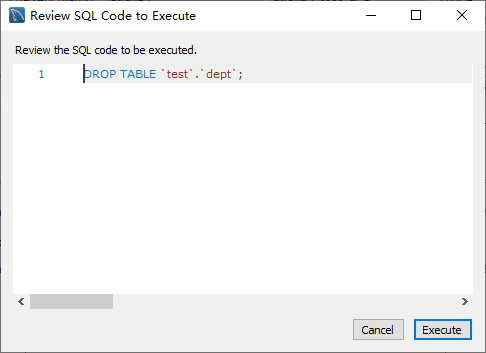 Review SQL Code to Execute
Review the SQL code to be executed.
1 DROP TABLE `test`.`dept`;
Cancel Execute